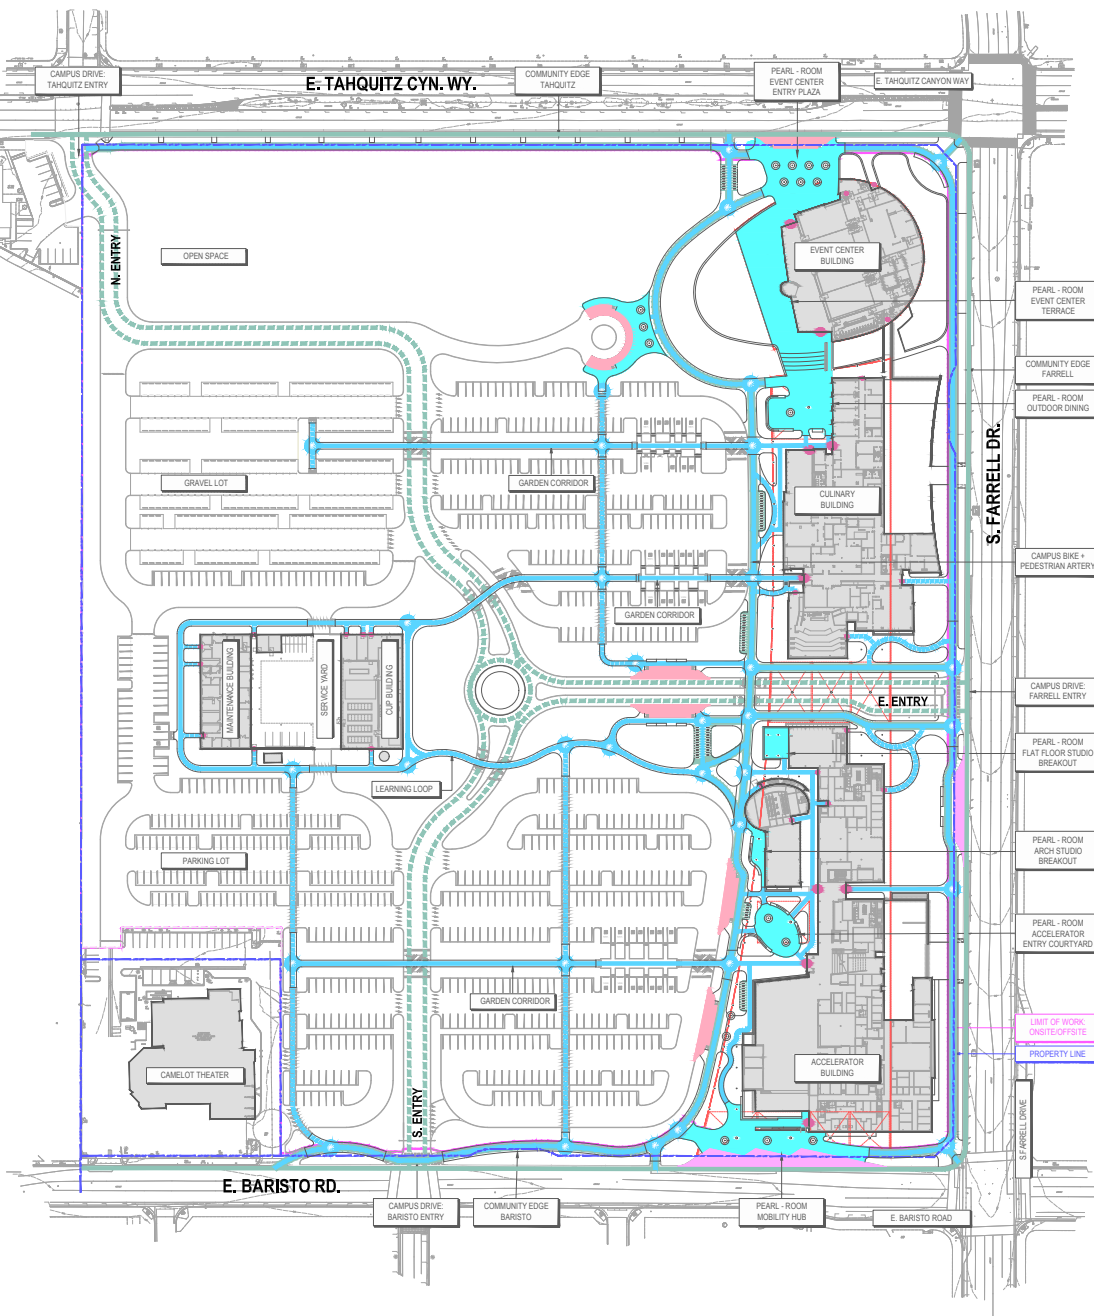 CAMPUS DRIVE:
TAHQUITZ ENTRY
E. TAHQUITZ CYN. WY.
COMMUNITY EDGE
TAHQUITZ
PEARL - ROOM
EVENT CENTER
ENTRY PLAZA
E. TAHQUITZ CANYON WAY
N. ENTRY
OPEN SPACE
EVENT CENTER
BUILDING
PEARL - ROOM
EVENT CENTER
TERRACE
COMMUNITY EDGE
FARRELL
PEARL - ROOM
OUTDOOR DINING
S. FARRELL DR.
GRAVEL LOT
GARDEN CORRIDOR
CULINARY
BUILDING
CAMPUS BIKE +
PEDESTRIAN ARTERY
GARDEN CORRIDOR
MAINTENANCE BUILDING
SERVICE YARD
CUP BUILDING
E. ENTRY
CAMPUS DRIVE:
FARRELL ENTRY
PEARL - ROOM
FLAT FLOOR STUDIO
BREAKOUT
LEARNING LOOP
PARKING LOT
PEARL - ROOM
ARCH STUDIO
BREAKOUT
PEARL - ROOM
ACCELERATOR
ENTRY COURTYARD
GARDEN CORRIDOR
LIMIT OF WORK:
ONSITE/OFFSITE
PROPERTY LINE
CAMELOT THEATER
ACCELERATOR
BUILDING
S. ENTRY
S FARRELL DRIVE
E. BARISTO RD.
CAMPUS DRIVE:
BARISTO ENTRY
COMMUNITY EDGE
BARISTO
PEARL - ROOM
MOBILITY HUB
E. BARISTO ROAD